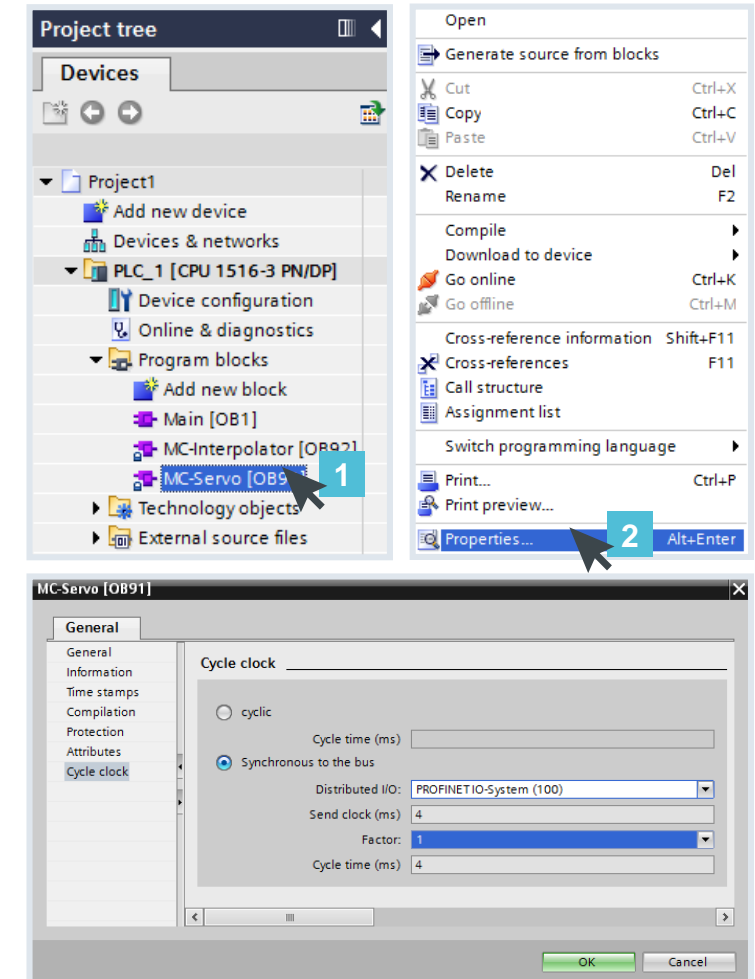 Project tree
Devices
Project1
Add new device
Devices & networks
PLC_1 [CPU 1516-3 PN/DP]
Device configuration
Online & diagnostics
Program blocks
Add new block
Main [OB1]
MC-Interpolator [OB92]
MC-Servo [OB9
1
Technology objects
External source files
Open
Generate source from blocks
Cut Ctrl+X
Copy Ctrl+C
Paste Ctrl+V
Delete Del
Rename F2
Compile
Download to device
Go online Ctrl+K
Go offline Ctrl+M
Cross-reference information Shift+F11
Cross-references F11
Call structure
Assignment list
Switch programming language
Print... Ctrl+P
Print preview...
Properties... 2 Alt+Enter
MC-Servo [OB91]
General
General
Information
Time stamps
Compilation
Protection
Attributes
Cycle clock
Cycle clock
cyclic
Cycle time (ms)
Synchronous to the bus
Distributed I/O: PROFINET IO-System (100)
Send clock (ms) 4
Factor: 1
Cycle time (ms) 4
OK Cancel